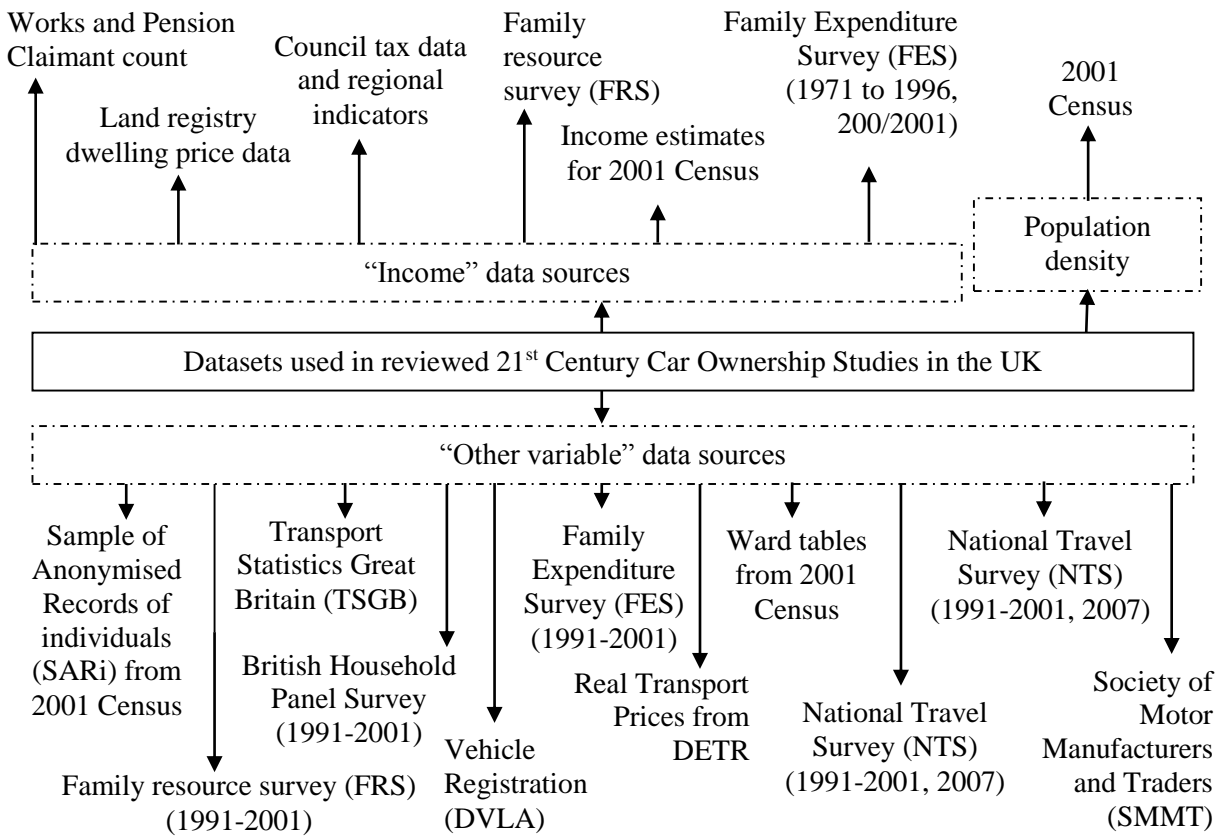 Works and Pension
Claimant count
Land registry
dwelling price data
Council tax data
and regional
indicators
Family
resource
survey (FRS)
Income estimates
for 2001 Census
Family Expenditure
Survey (FES)
(1971 to 1996,
200/2001)
2001
Census
Population
density
“Income” data sources
Datasets used in reviewed 21st Century Car Ownership Studies in the UK
“Other variable” data sources
Sample of
Anonymised
Records of
individuals
(SARi) from
2001 Census
Family resource survey (FRS)
(1991-2001)
Transport
Statistics Great
Britain (TSGB)
British Household
Panel Survey
(1991-2001)
Vehicle
Registration
(DVLA)
Family
Expenditure
Survey (FES)
(1991-2001)
Real Transport
Prices from
DETR
Ward tables
from 2001
Census
National Travel
Survey (NTS)
(1991-2001, 2007)
National Travel
Survey (NTS)
(1991-2001, 2007)
Society of
Motor
Manufacturers
and Traders
(SMMT)